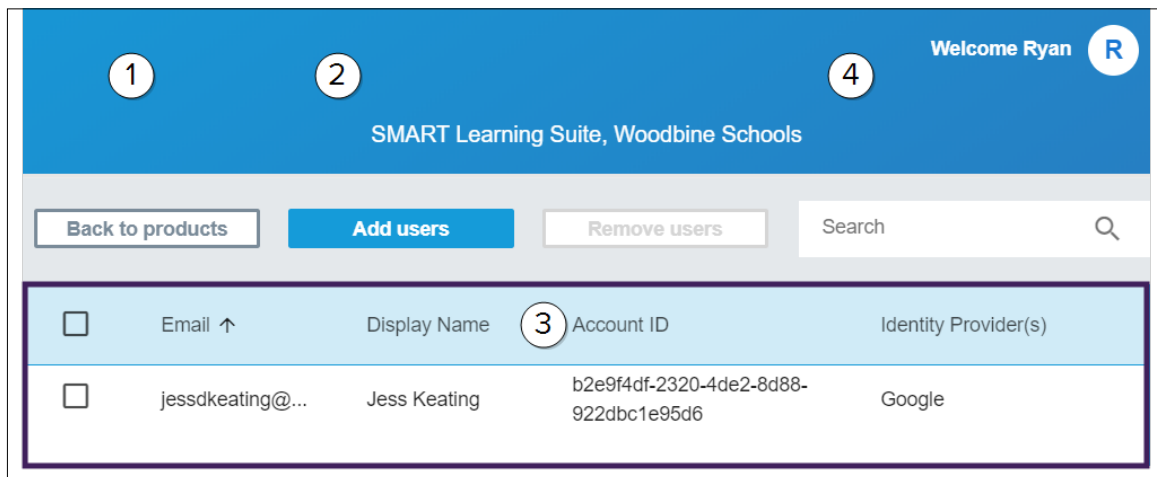 Welcome Ryan R
1 2 4
SMART Learning Suite, Woodbine Schools
Back to products Add users Remove users Search
Email ↑ Display Name 3 Account ID Identity Provider(s)
jessdkeating@... Jess Keating b2e9f4df-2320-4de2-8d88- Google
922dbc1e95d6